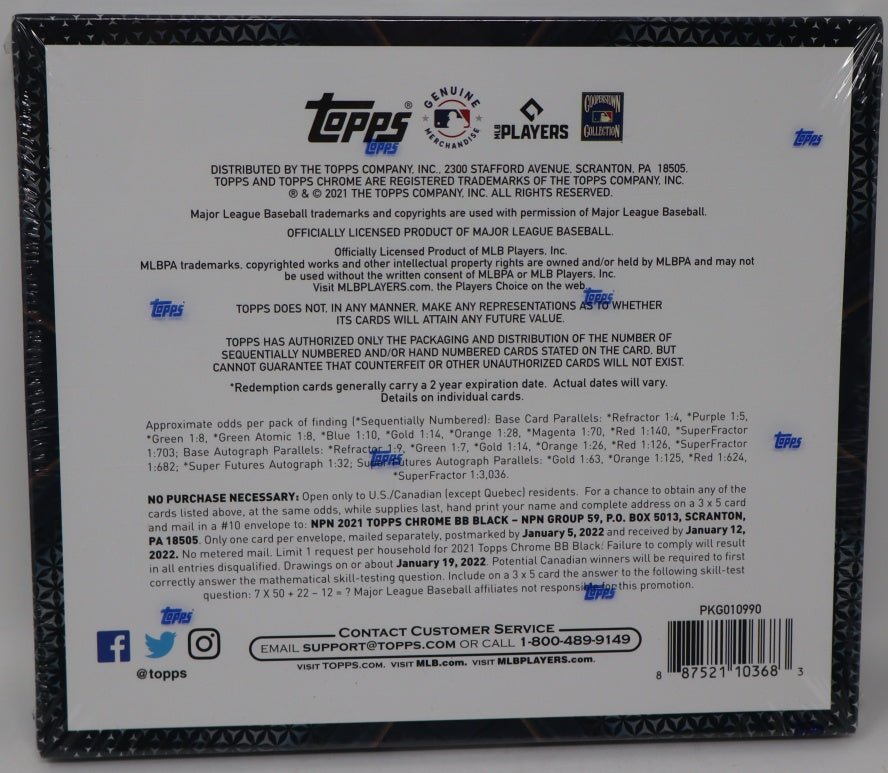 Topps® GENUINE MERCHANDISE MLB PLAYERS COOPERSTOWN COLLECTION
Topps
Topps
DISTRIBUTED BY THE TOPPS COMPANY, INC., 2300 STAFFORD AVENUE, SCRANTON, PA 18505.
TOPPS AND TOPPS CHROME ARE REGISTERED TRADEMARKS OF THE TOPPS COMPANY, INC.
® & © 2021 THE TOPPS COMPANY, INC. ALL RIGHTS RESERVED.
Major League Baseball trademarks and copyrights are used with permission of Major League Baseball.
OFFICIALLY LICENSED PRODUCT OF MAJOR LEAGUE BASEBALL.
Officially Licensed Product of MLB Players, Inc.
MLBPA trademarks, copyrighted works and other intellectual property rights are owned and/or held by MLBPA and may not
be used without the written consent of MLBPA or MLB Players, Inc.
Visit MLBPLAYERS.com, the Players Choice on the web.
Topps
Topps
TOPPS DOES NOT, IN ANY MANNER, MAKE ANY REPRESENTATIONS AS TO WHETHER
ITS CARDS WILL ATTAIN ANY FUTURE VALUE.
TOPPS HAS AUTHORIZED ONLY THE PACKAGING AND DISTRIBUTION OF THE NUMBER OF
SEQUENTIALLY NUMBERED AND/OR HAND NUMBERED CARDS STATED ON THE CARD, BUT
CANNOT GUARANTEE THAT COUNTERFEIT OR OTHER UNAUTHORIZED CARDS WILL NOT EXIST.
*Redemption cards generally carry a 2 year expiration date. Actual dates will vary.
Details on individual cards.
Approximate odds per pack of finding (*Sequentially Numbered): Base Card Parallels: *Refractor 1:4, *Purple 1:5,
*Green 1:8, *Green Atomic 1:8, *Blue 1:10, *Gold 1:14, *Orange 1:28, *Magenta 1:70, *Red 1:140, *SuperFractor
1:703; Base Autograph Parallels: *Refractor 1:9, *Green 1:7, *Gold 1:14, *Orange 1:26, *Red 1:126, *SuperFractor
1:682; *Super Futures Autograph 1:32; Super Futures Autograph Parallels: *Gold 1:63, *Orange 1:125, *Red 1:624,
*SuperFractor 1:3,036.
Topps
Topps
NO PURCHASE NECESSARY: Open only to U.S./Canadian (except Quebec) residents. For a chance to obtain any of the
cards listed above, at the same odds, while supplies last, hand print your name and complete address on a 3 x 5 card
and mail in a #10 envelope to: NPN 2021 TOPPS CHROME BB BLACK – NPN GROUP 59, P.O. BOX 5013, SCRANTON,
PA 18505. Only one card per envelope, mailed separately, postmarked by January 5, 2022 and received by January 12,
2022. No metered mail. Limit 1 request per household for 2021 Topps Chrome BB Black. Failure to comply will result
in all entries disqualified. Drawings on or about January 19, 2022. Potential Canadian winners will be required to first
correctly answer the mathematical skill-testing question. Include on a 3 x 5 card the answer to the following skill-test
question: 7 X 50 + 22 – 12 = ? Major League Baseball affiliates not responsible for this promotion.
Topps
Topps
@topps
CONTACT CUSTOMER SERVICE
EMAIL SUPPORT@TOPPS.COM OR CALL 1-800-489-9149
VISIT TOPPS.COM. VISIT MLB.com. VISIT MLBPLAYERS.com.
PKG010990
8 87521 10368 3